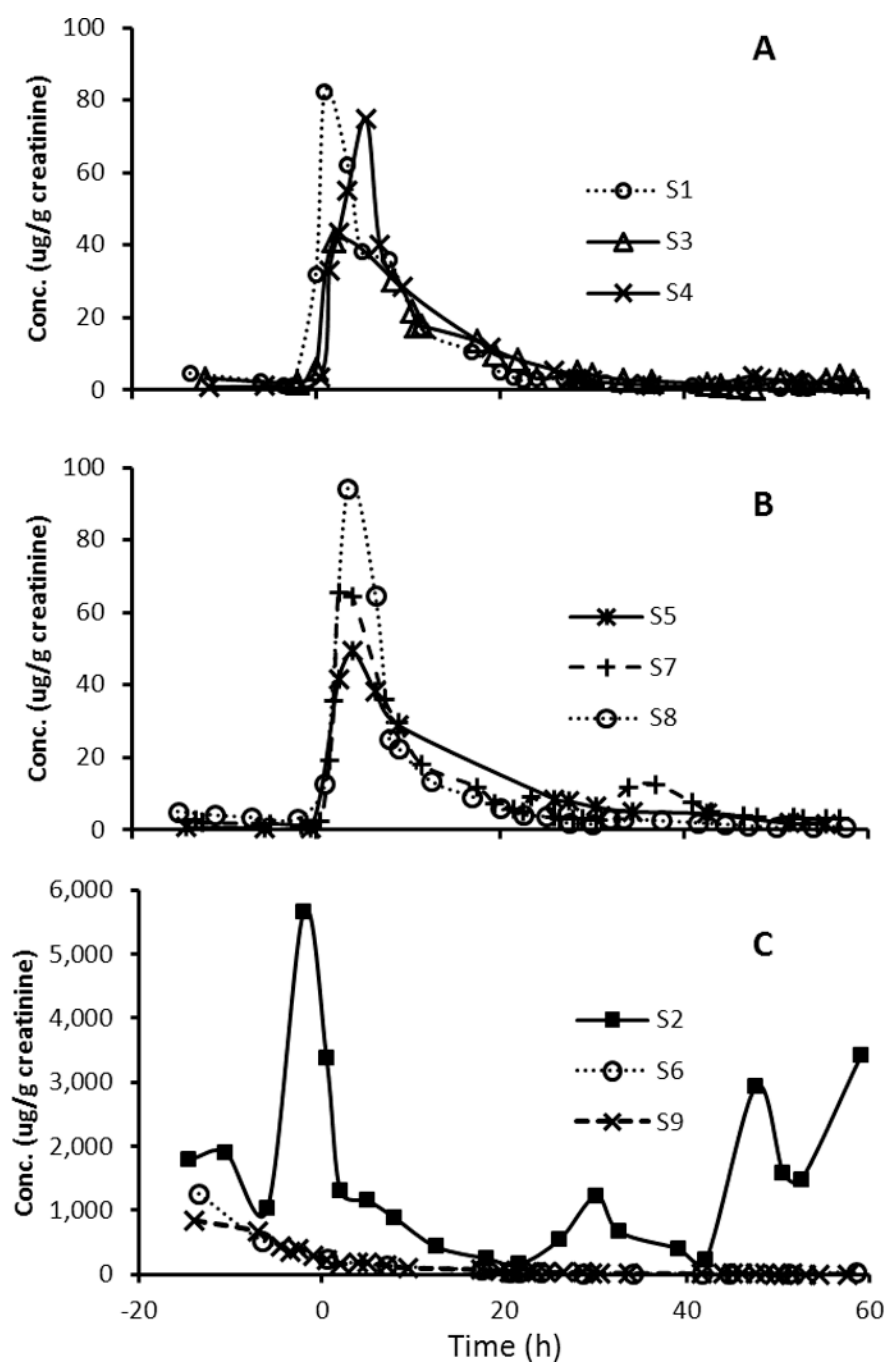 A
Conc. (ug/g creatinine)
100
80
60
40
20
0
S1
S3
S4
B
Conc. (ug/g creatinine)
100
80
60
40
20
0
S5
S7
S8
C
Conc. (ug/g creatinine)
6,000
5,000
4,000
3,000
2,000
1,000
0
S2
S6
S9
-20 0 20 40 60
Time (h)